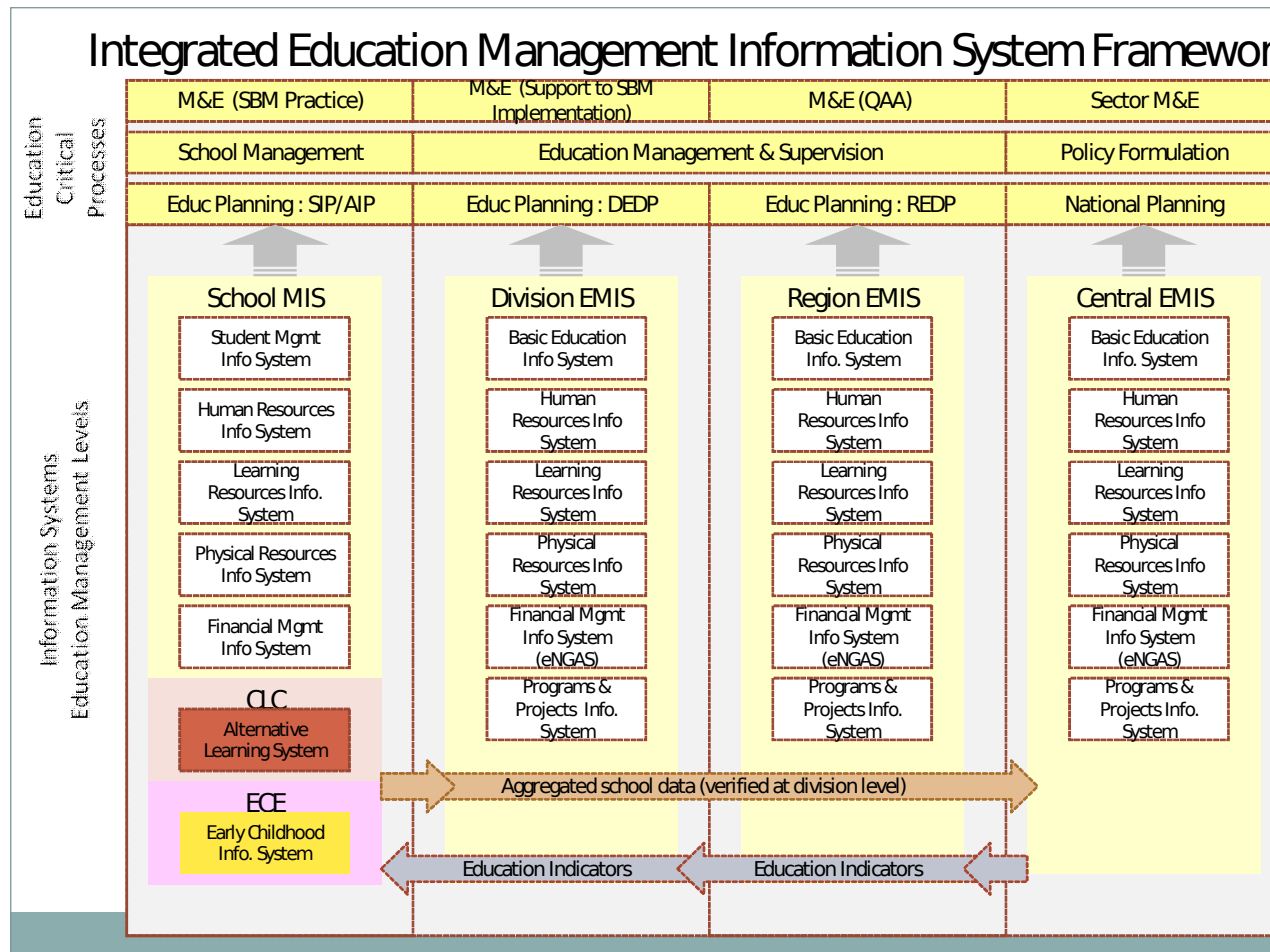 Integrated Education Management Information System Framewor
Education
Critical
Processes
M&E (SBM Practice)
M&E (Support to SBM
Implementation)
M&E (QAA)
Sector M&E
School Management
Education Management & Supervision
Policy Formulation
Educ Planning : SIP/AIP
Educ Planning : DEDP
Educ Planning : REDP
National Planning
Information Systems
Education Management Levels
School MIS
Student Mgmt
Info System
Human Resources
Info System
Learning
Resources Info.
System
Physical Resources
Info System
Financial Mgmt
Info System
CLC
Alternative
Learning System
ECE
Early Childhood
Info. System
Division EMIS
Basic Education
Info System
Human
Resources Info
System
Learning
Resources Info
System
Physical
Resources Info
System
Financial Mgmt
Info System
(eNGAS)
Programs &
Projects Info.
System
Region EMIS
Basic Education
Info. System
Human
Resources Info
System
Learning
Resources Info
System
Physical
Resources Info
System
Financial Mgmt
Info System
(eNGAS)
Programs &
Projects Info.
System
Central EMIS
Basic Education
Info. System
Human
Resources Info
System
Learning
Resources Info
System
Physical
Resources Info
System
Financial Mgmt
Info System
(eNGAS)
Programs &
Projects Info.
System
Aggregated school data (verified at division level)
Education Indicators
Education Indicators